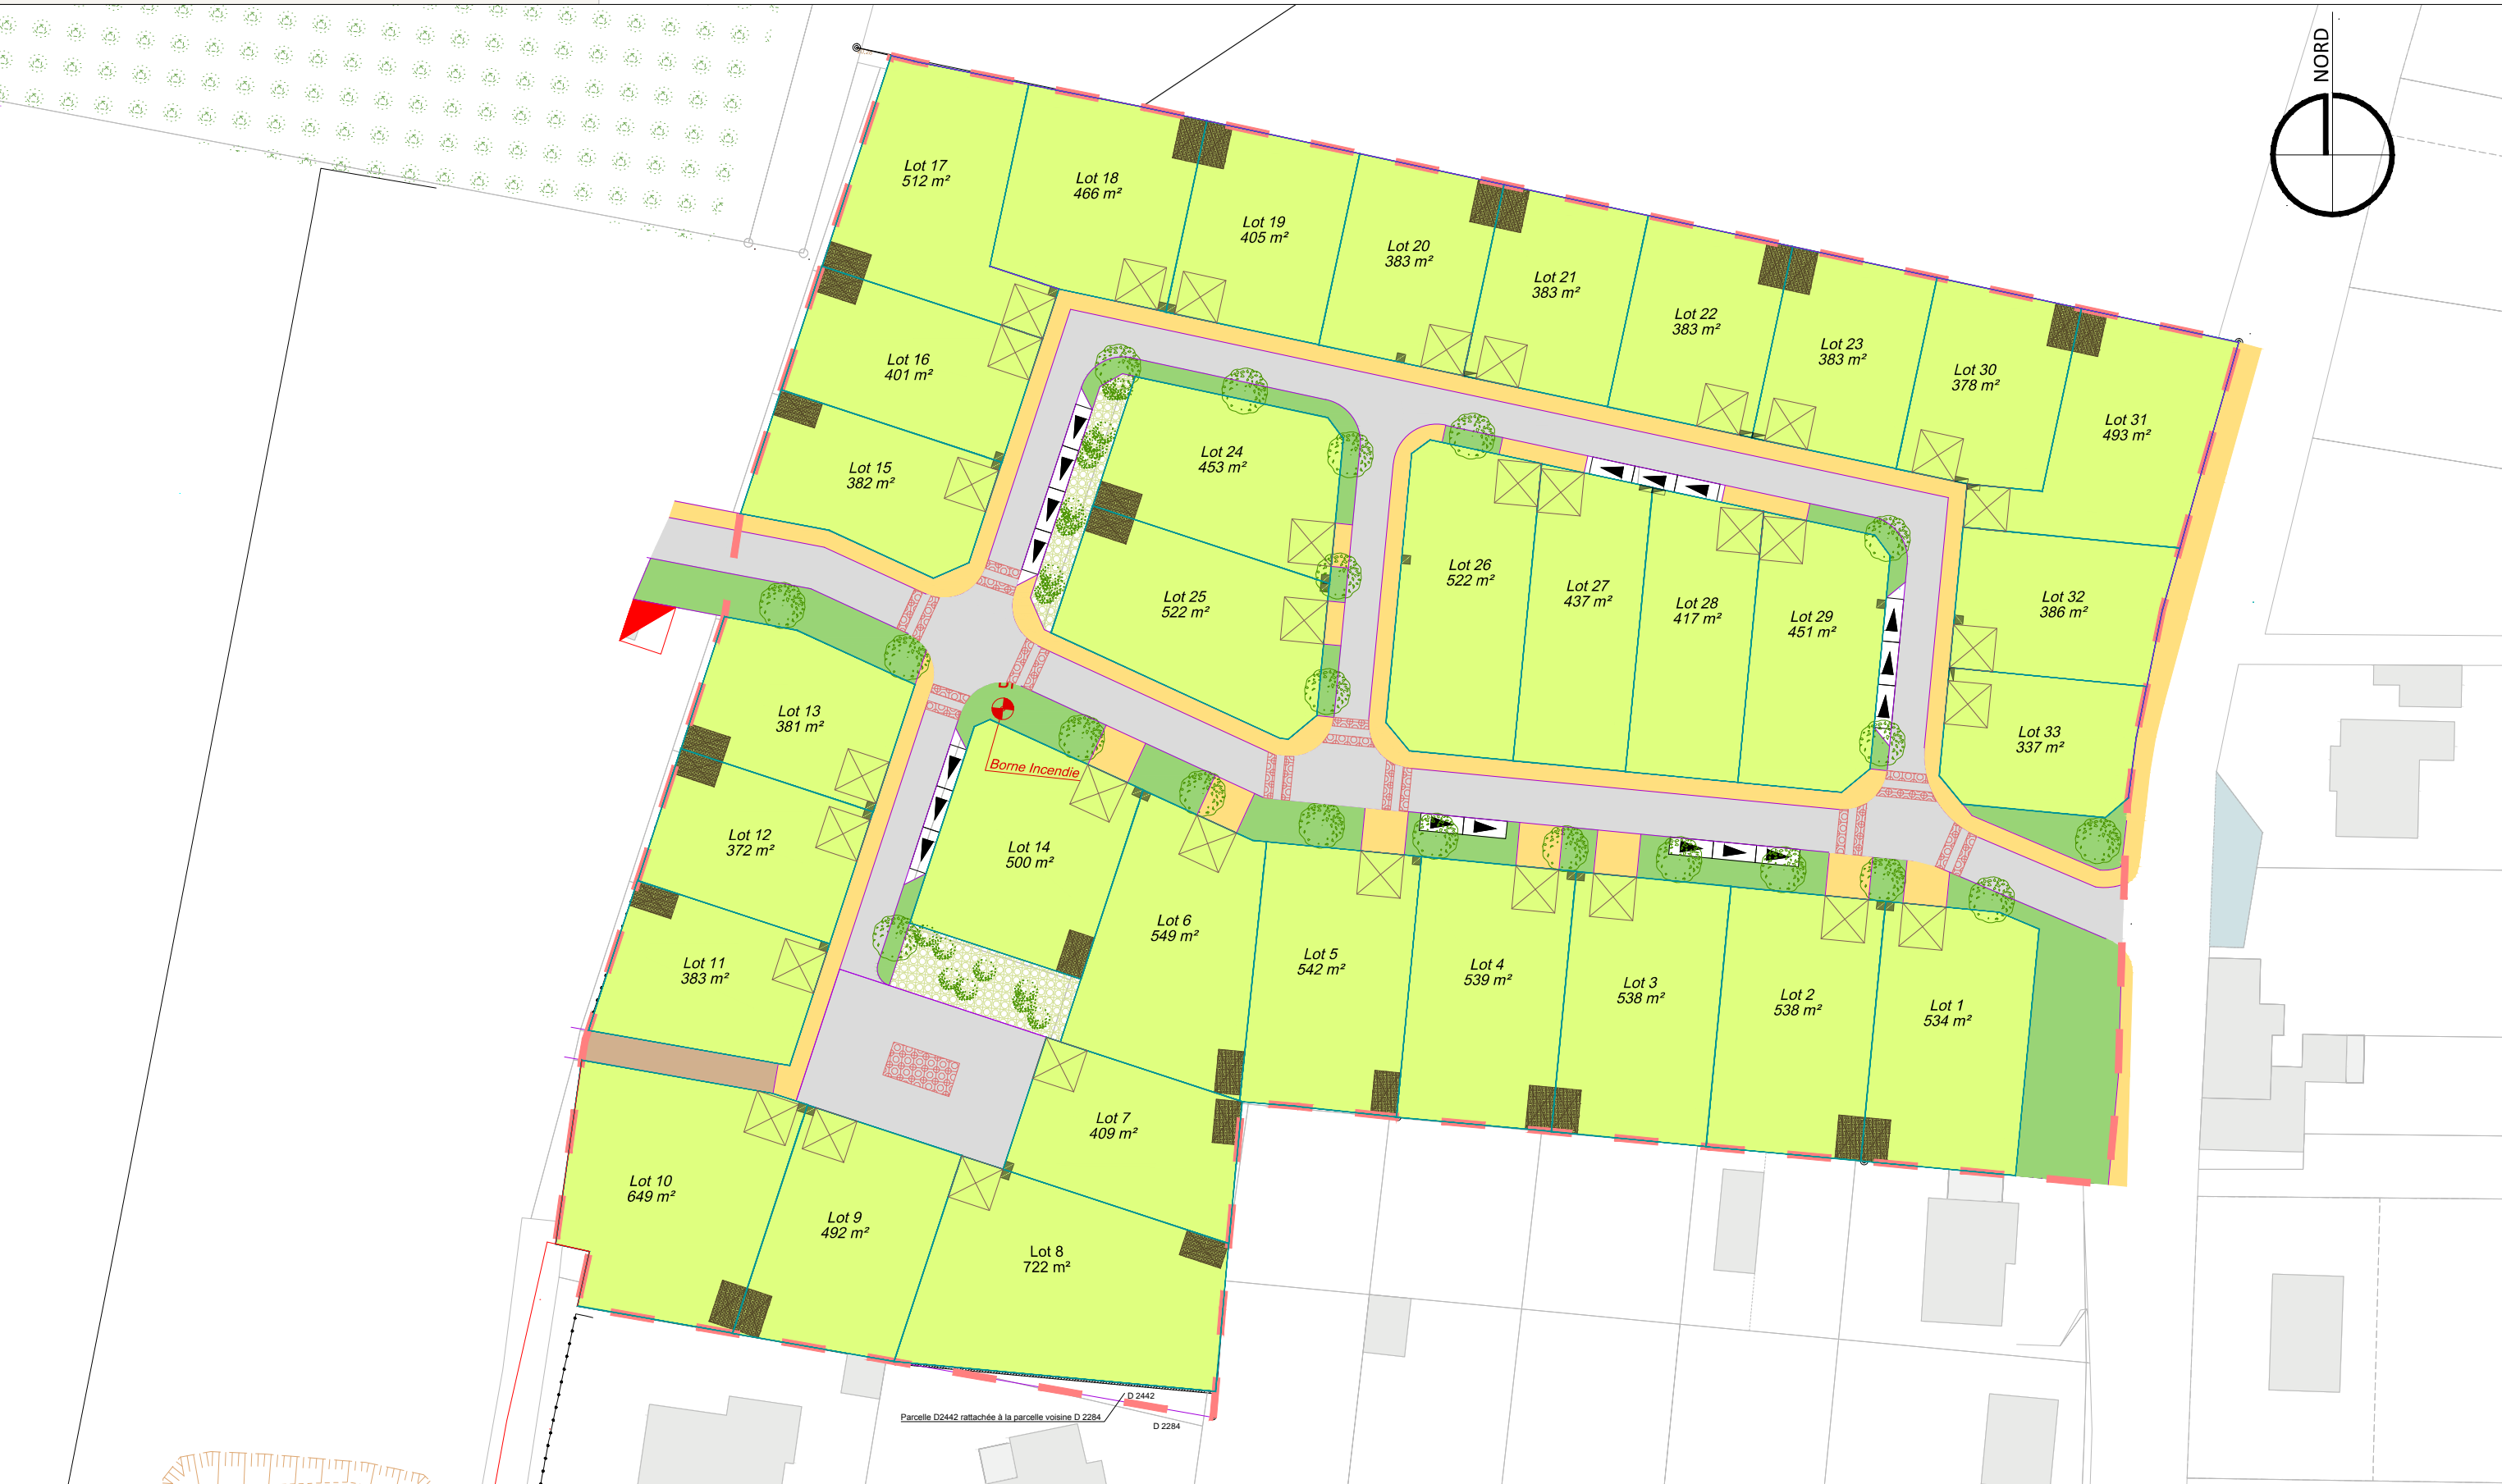 NORD
Lot 17
512 m²
Lot 18
466 m²
Lot 19
405 m²
Lot 20
383 m²
Lot 21
383 m²
Lot 22
383 m²
Lot 23
383 m²
Lot 30
378 m²
Lot 31
493 m²
Lot 16
401 m²
Lot 15
382 m²
Lot 24
453 m²
Lot 25
522 m²
Lot 26
522 m²
Lot 27
437 m²
Lot 28
417 m²
Lot 29
451 m²
Lot 32
386 m²
Lot 33
337 m²
Lot 13
381 m²
Borne Incendie
Lot 12
372 m²
Lot 14
500 m²
Lot 11
383 m²
Lot 6
549 m²
Lot 5
542 m²
Lot 4
539 m²
Lot 3
538 m²
Lot 2
538 m²
Lot 1
534 m²
Lot 7
409 m²
Lot 10
649 m²
Lot 9
492 m²
Lot 8
722 m²
D 2442
Parcelle D2442 rattachée à la parcelle voisine D 2284
D 2284